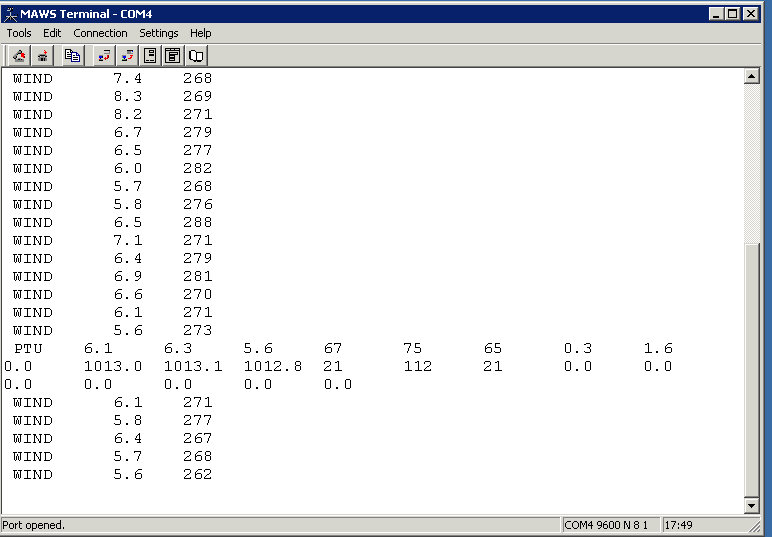 MAWS Terminal - COM4
Tools Edit Connection Settings Help
WIND 7.4 268
WIND 8.3 269
WIND 8.2 271
WIND 6.7 279
WIND 6.5 277
WIND 6.0 282
WIND 5.7 268
WIND 5.8 276
WIND 6.5 288
WIND 7.1 271
WIND 6.4 279
WIND 6.9 281
WIND 6.6 270
WIND 6.1 271
WIND 5.6 273
PTU 6.1 6.3 5.6 67 75 65 0.3 1.6
0.0 1013.0 1013.1 1012.8 21 112 21 0.0 0.0
0.0 0.0 0.0 0.0 0.0
WIND 6.1 271
WIND 5.8 277
WIND 6.4 267
WIND 5.7 268
WIND 5.6 262
Port opened. COM4 9600 N 8 1 17:49